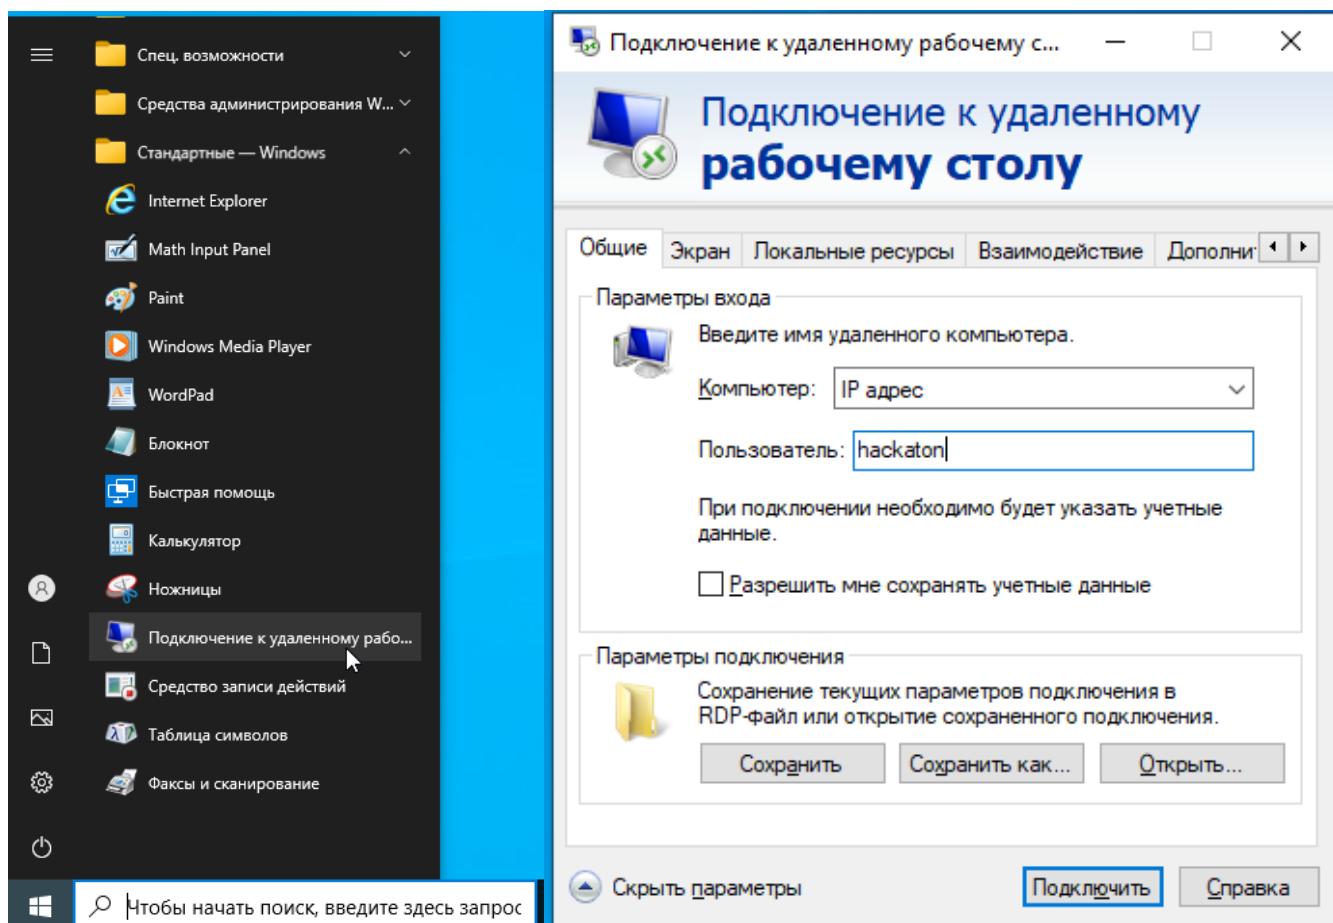 Спец. возможности
Средства администрирования W...
Стандартные — Windows
Internet Explorer
Math Input Panel
Paint
Windows Media Player
WordPad
Блокнот
Быстрая помощь
Калькулятор
Ножницы
Подключение к удаленному рабо...
Средство записи действий
Таблица символов
Факсы и сканирование
Чтобы начать поиск, введите здесь запрос
Подключение к удаленному рабочему с...
Подключение к удаленному
рабочему столу
Общие Экран Локальные ресурсы Взаимодействие Дополни
Параметры входа
Введите имя удаленного компьютера.
Компьютер: IP адрес
Пользователь: hackaton
При подключении необходимо будет указать учетные
данные.
Разрешить мне сохранять учетные данные
Параметры подключения
Сохранение текущих параметров подключения в
RDP-файл или открытие сохраненного подключения.
Сохранить Сохранить как... Открыть...
Скрыть параметры Подключить Справка